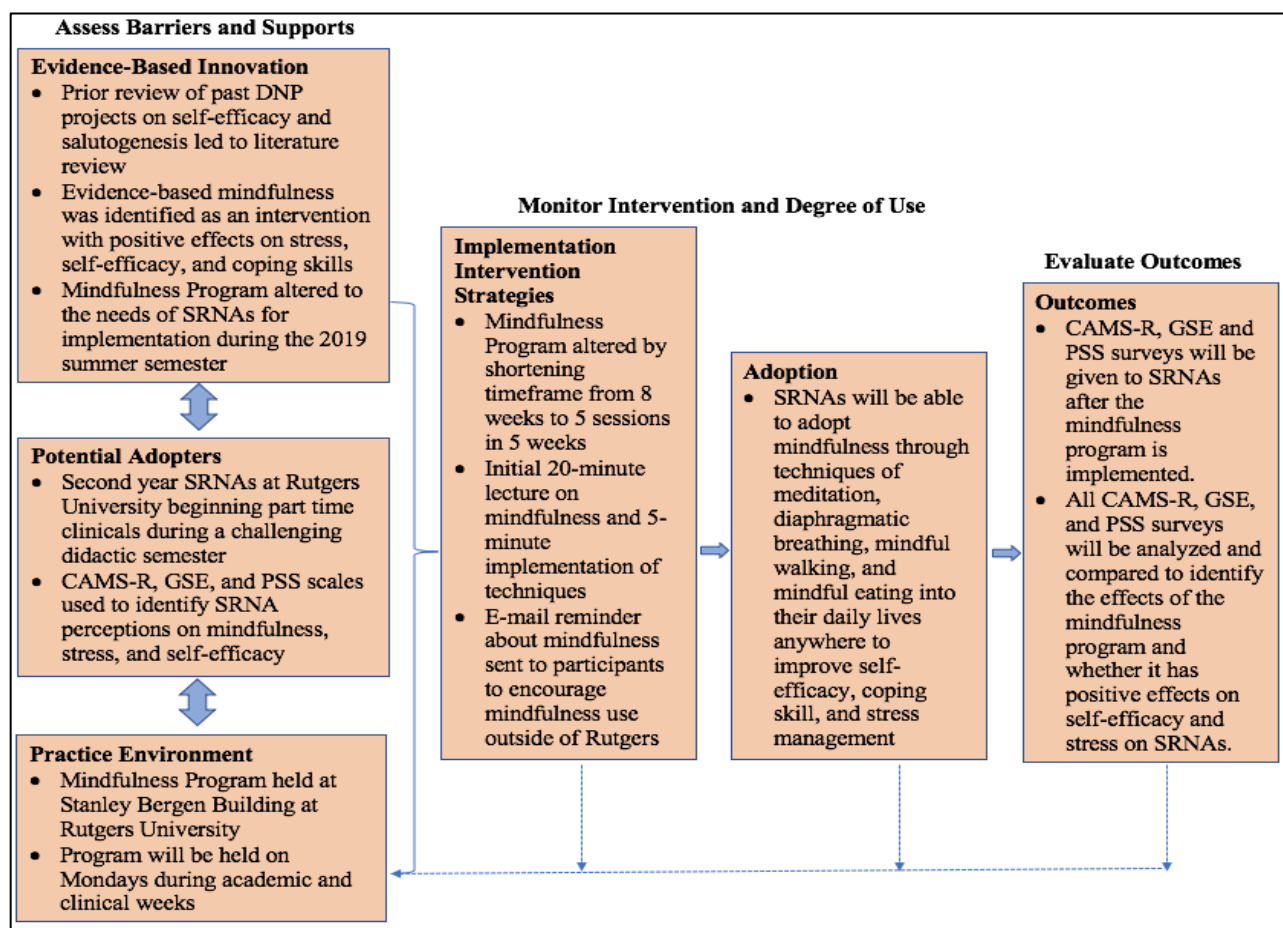 Assess Barriers and Supports
Evidence-Based Innovation
• Prior review of past DNP
projects on self-efficacy and
salutogenesis led to literature
review
• Evidence-based mindfulness
was identified as an intervention
with positive effects on stress,
self-efficacy, and coping skills
• Mindfulness Program altered to
the needs of SRNAs for
implementation during the 2019
summer semester
Potential Adopters
• Second year SRNAs at Rutgers
University beginning part time
clinicals during a challenging
didactic semester
• CAMS-R, GSE, and PSS scales
used to identify SRNA
perceptions on mindfulness,
stress, and self-efficacy
Practice Environment
• Mindfulness Program held at
Stanley Bergen Building at
Rutgers University
• Program will be held on
Mondays during academic and
clinical weeks
Monitor Intervention and Degree of Use
Implementation
Intervention
Strategies
• Mindfulness
Program altered by
shortening
timeframe from 8
weeks to 5 sessions
in 5 weeks
• Initial 20-minute
lecture on
mindfulness and 5-
minute
implementation of
techniques
• E-mail reminder
about mindfulness
sent to participants
to encourage
mindfulness use
outside of Rutgers
Adoption
• SRNAs will be able
to adopt
mindfulness through
techniques of
meditation,
diaphragmatic
breathing, mindful
walking, and
mindful eating into
their daily lives
anywhere to
improve self-
efficacy, coping
skill, and stress
management
Evaluate Outcomes
Outcomes
• CAMS-R, GSE and
PSS surveys will be
given to SRNAs
after the
mindfulness
program is
implemented.
• All CAMS-R, GSE,
and PSS surveys
will be analyzed and
compared to identify
the effects of the
mindfulness
program and
whether it has
positive effects on
self-efficacy and
stress on SRNAs.